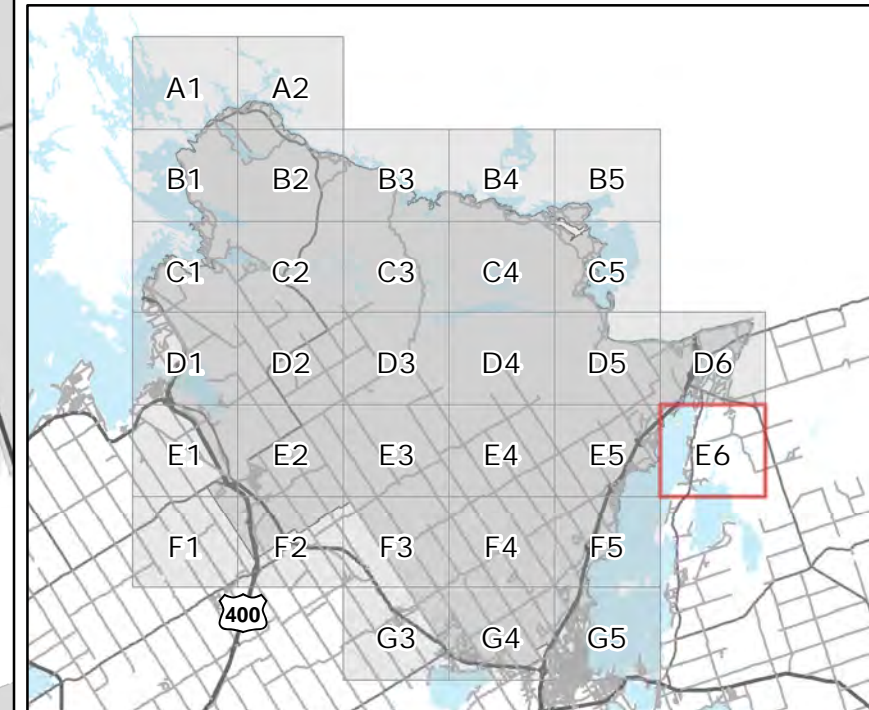 A1 A2
B1 B2 B3 B4 B5
C1 C2 C3 C4 C5
D1 D2 D3 D4 D5 D6
E1 E2 E3 E4 E5 E6
F1 F2 F3 F4 F5
400
G3 G4 G5